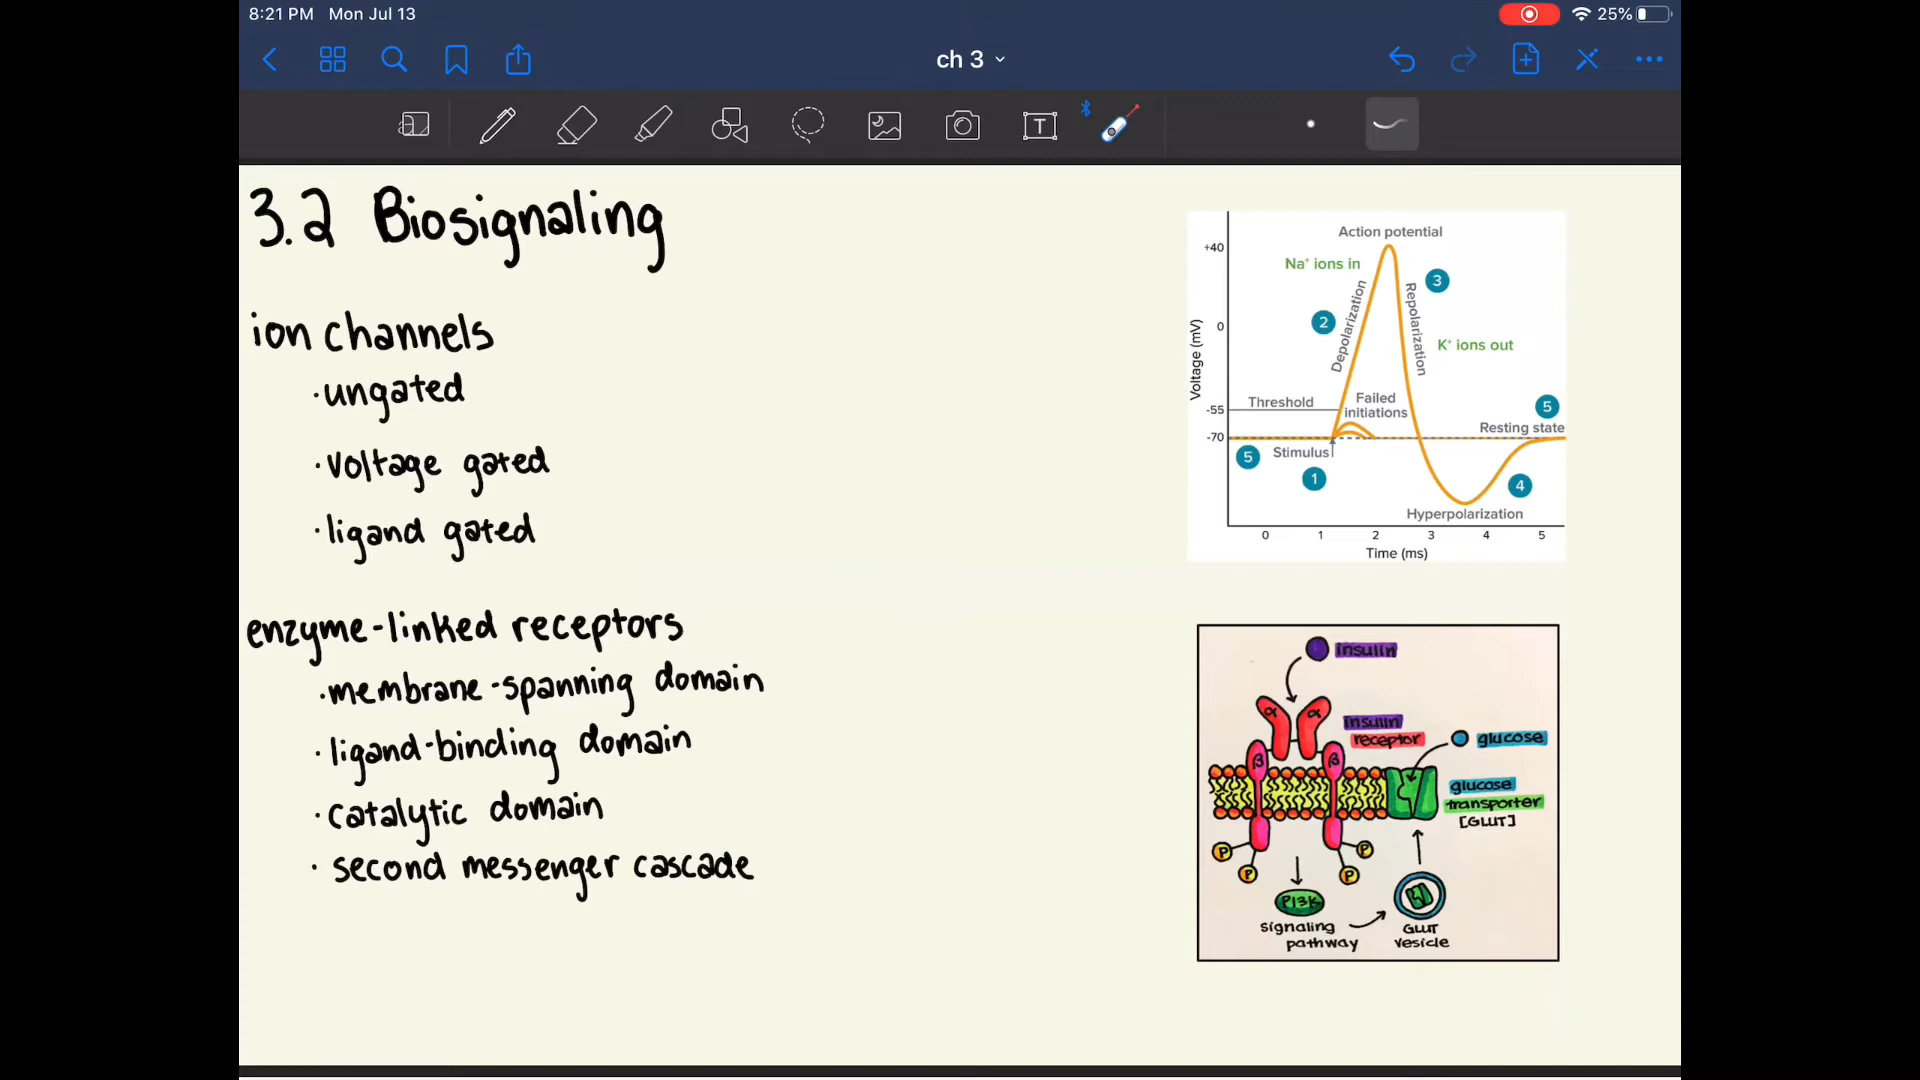 8:21 PM Mon Jul 13
25%
ch 3
3.2 Biosignaling
ion channels
· ungated
· voltage gated
· ligand gated
enzyme-linked receptors
· membrane-spanning domain
· ligand-binding domain
· catalytic domain
· second messenger cascade
Action potential
+40
Na⁺ ions in
3
2
Depolarization
Repolarization
0
K⁺ ions out
Voltage (mV)
Threshold
Failed
initiations
-55
5
-70
Resting state
5
Stimulus
1
4
Hyperpolarization
0 1 2 3 4 5
Time (ms)
insulin
α α
insulin
receptor
glucose
β β
glucose
transporter
[GLUT]
P P
P P
PI3K
signaling
pathway
GLUT
vesicle